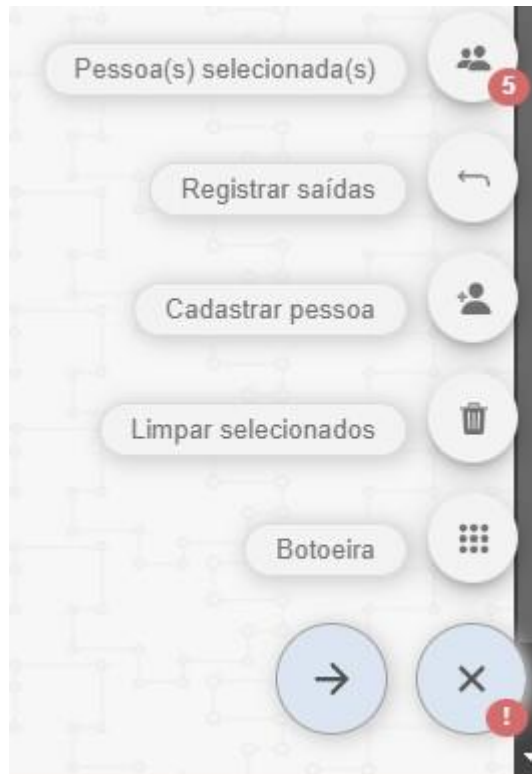 Pessoa(s) selecionada(s)
5
Registrar saídas
Cadastrar pessoa
Limpar selecionados
Botoeira
!